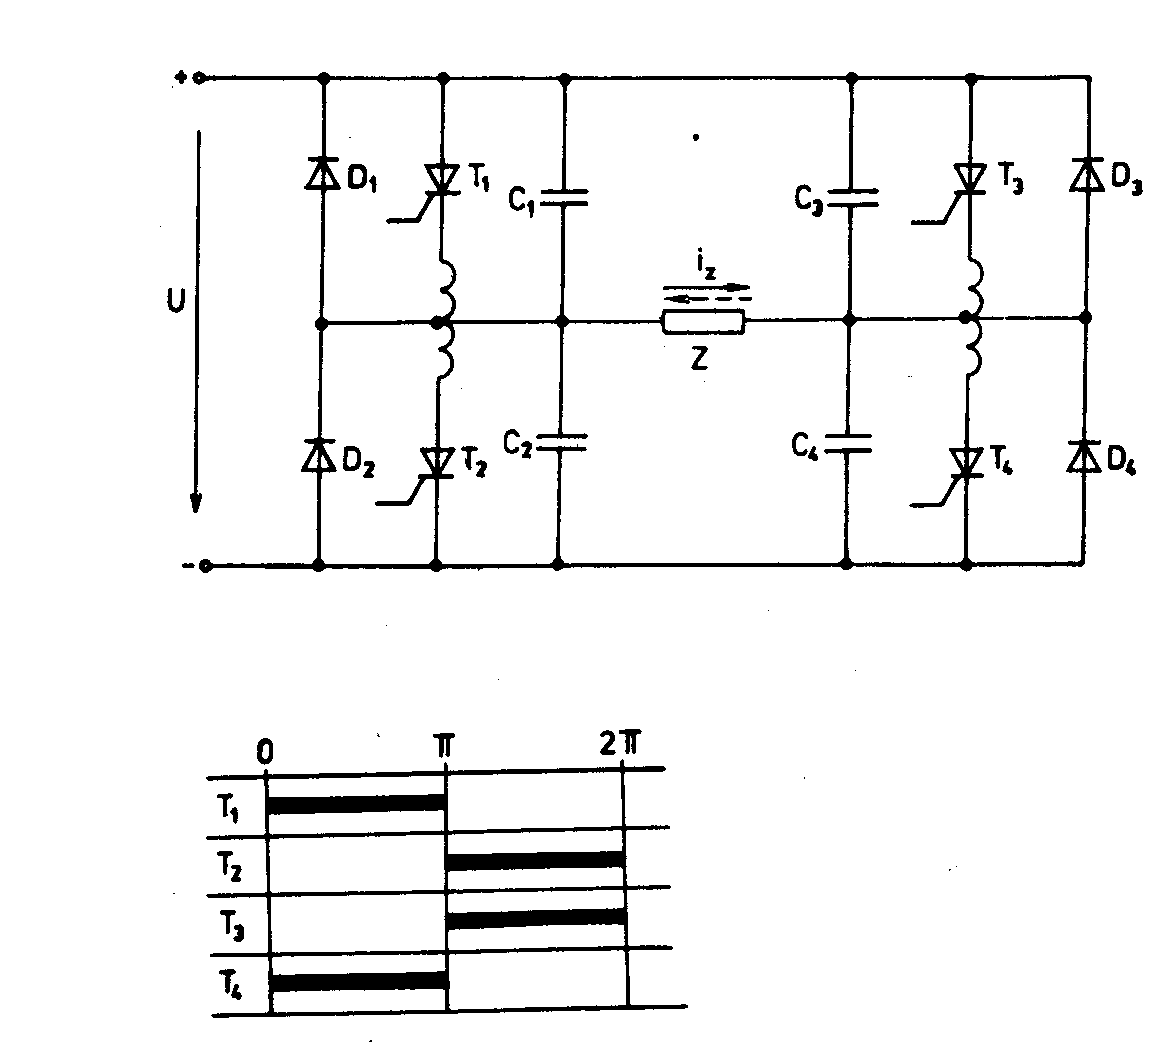 +
D1 T1 C1 C3 T3 D3
iz
U
Z
D2 T2 C2 C4 T4 D4
-
0 π 2π
T1
T2
T3
T4